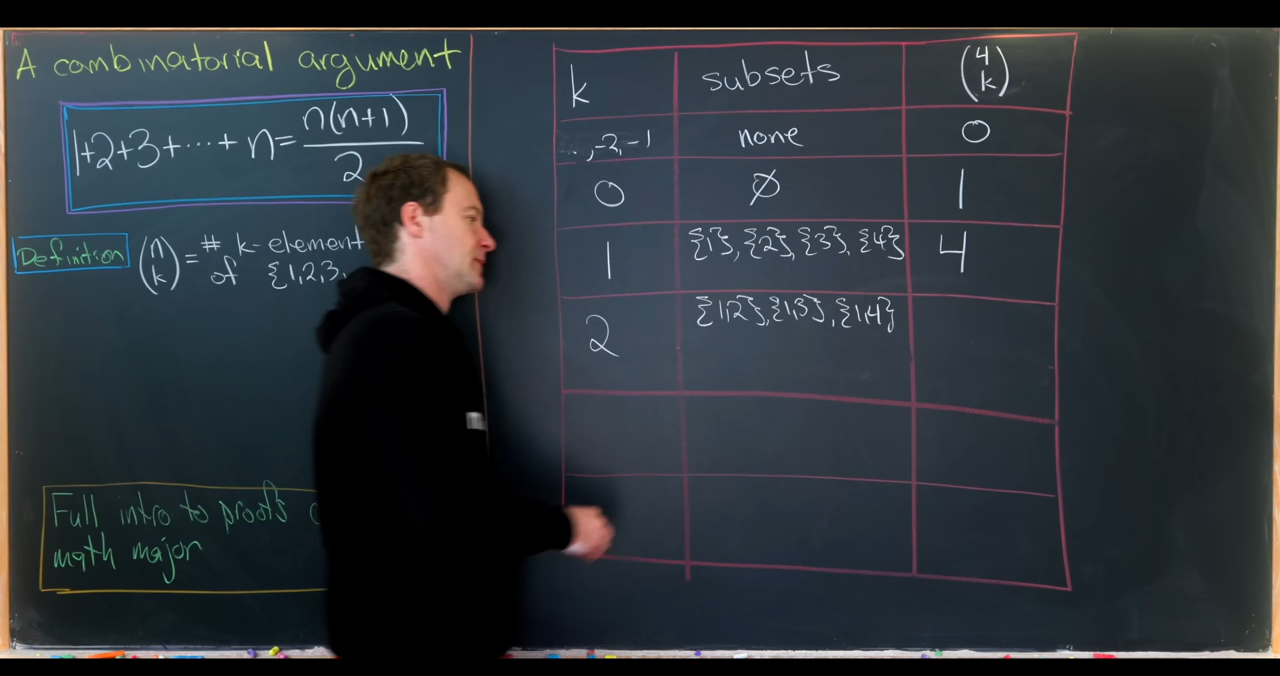 A combinatorial argument
1+2+3+⋯+ n = n(n+1)/2
Definition (n k) = # k-element
of {1,2,3,
Full intro to proofs
math major
k subsets (4 k)
..,-2,-1 none 0
0 ∅ 1
1 {1}, {2}, {3}, {4} 4
2 {1,2}, {1,3}, {1,4}